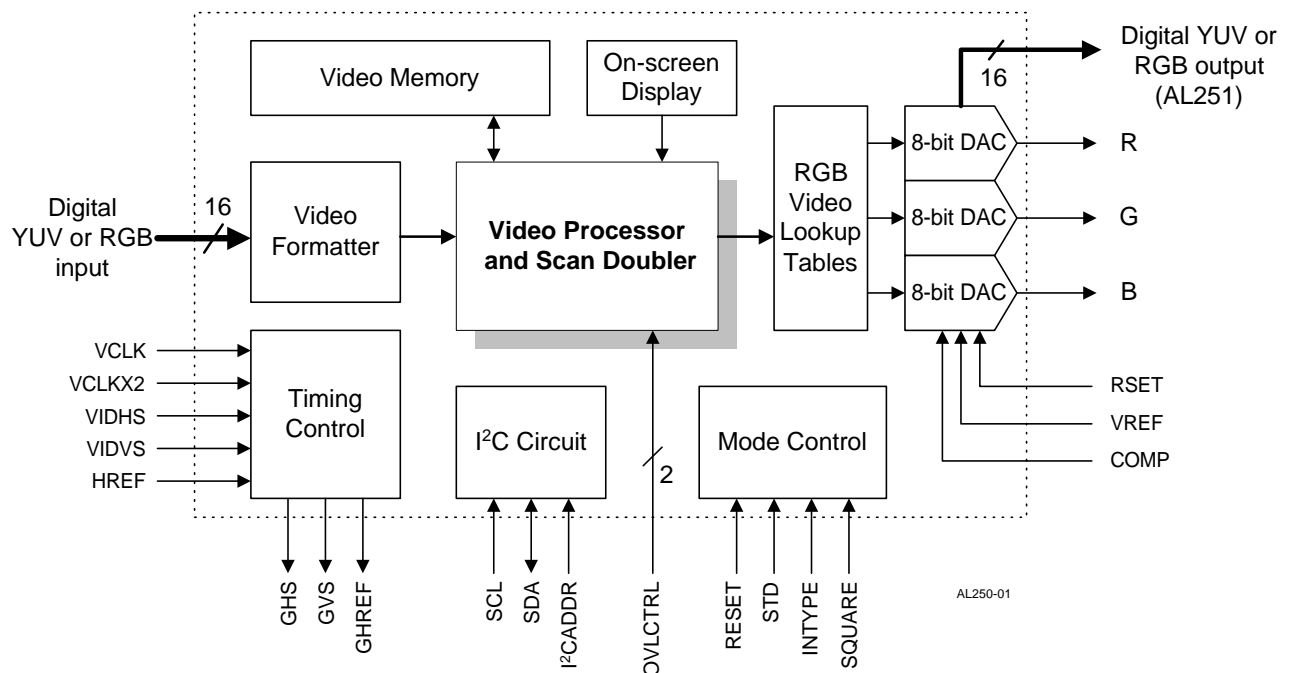 Video Memory
On-screen
Display
16
Digital YUV or
RGB output
(AL251)
Digital
YUV or RGB
input
16
Video
Formatter
Video Processor
and Scan Doubler
RGB
Video
Lookup
Tables
8-bit DAC
8-bit DAC
8-bit DAC
R
G
B
VCLK
VCLKX2
VIDHS
VIDVS
HREF
Timing
Control
I²C Circuit
2
Mode Control
RSET
VREF
COMP
GHS
GVS
GHREF
SCL
SDA
I²CADDR
OVLCTRL
RESET
STD
INTYPE
SQUARE
AL250-01